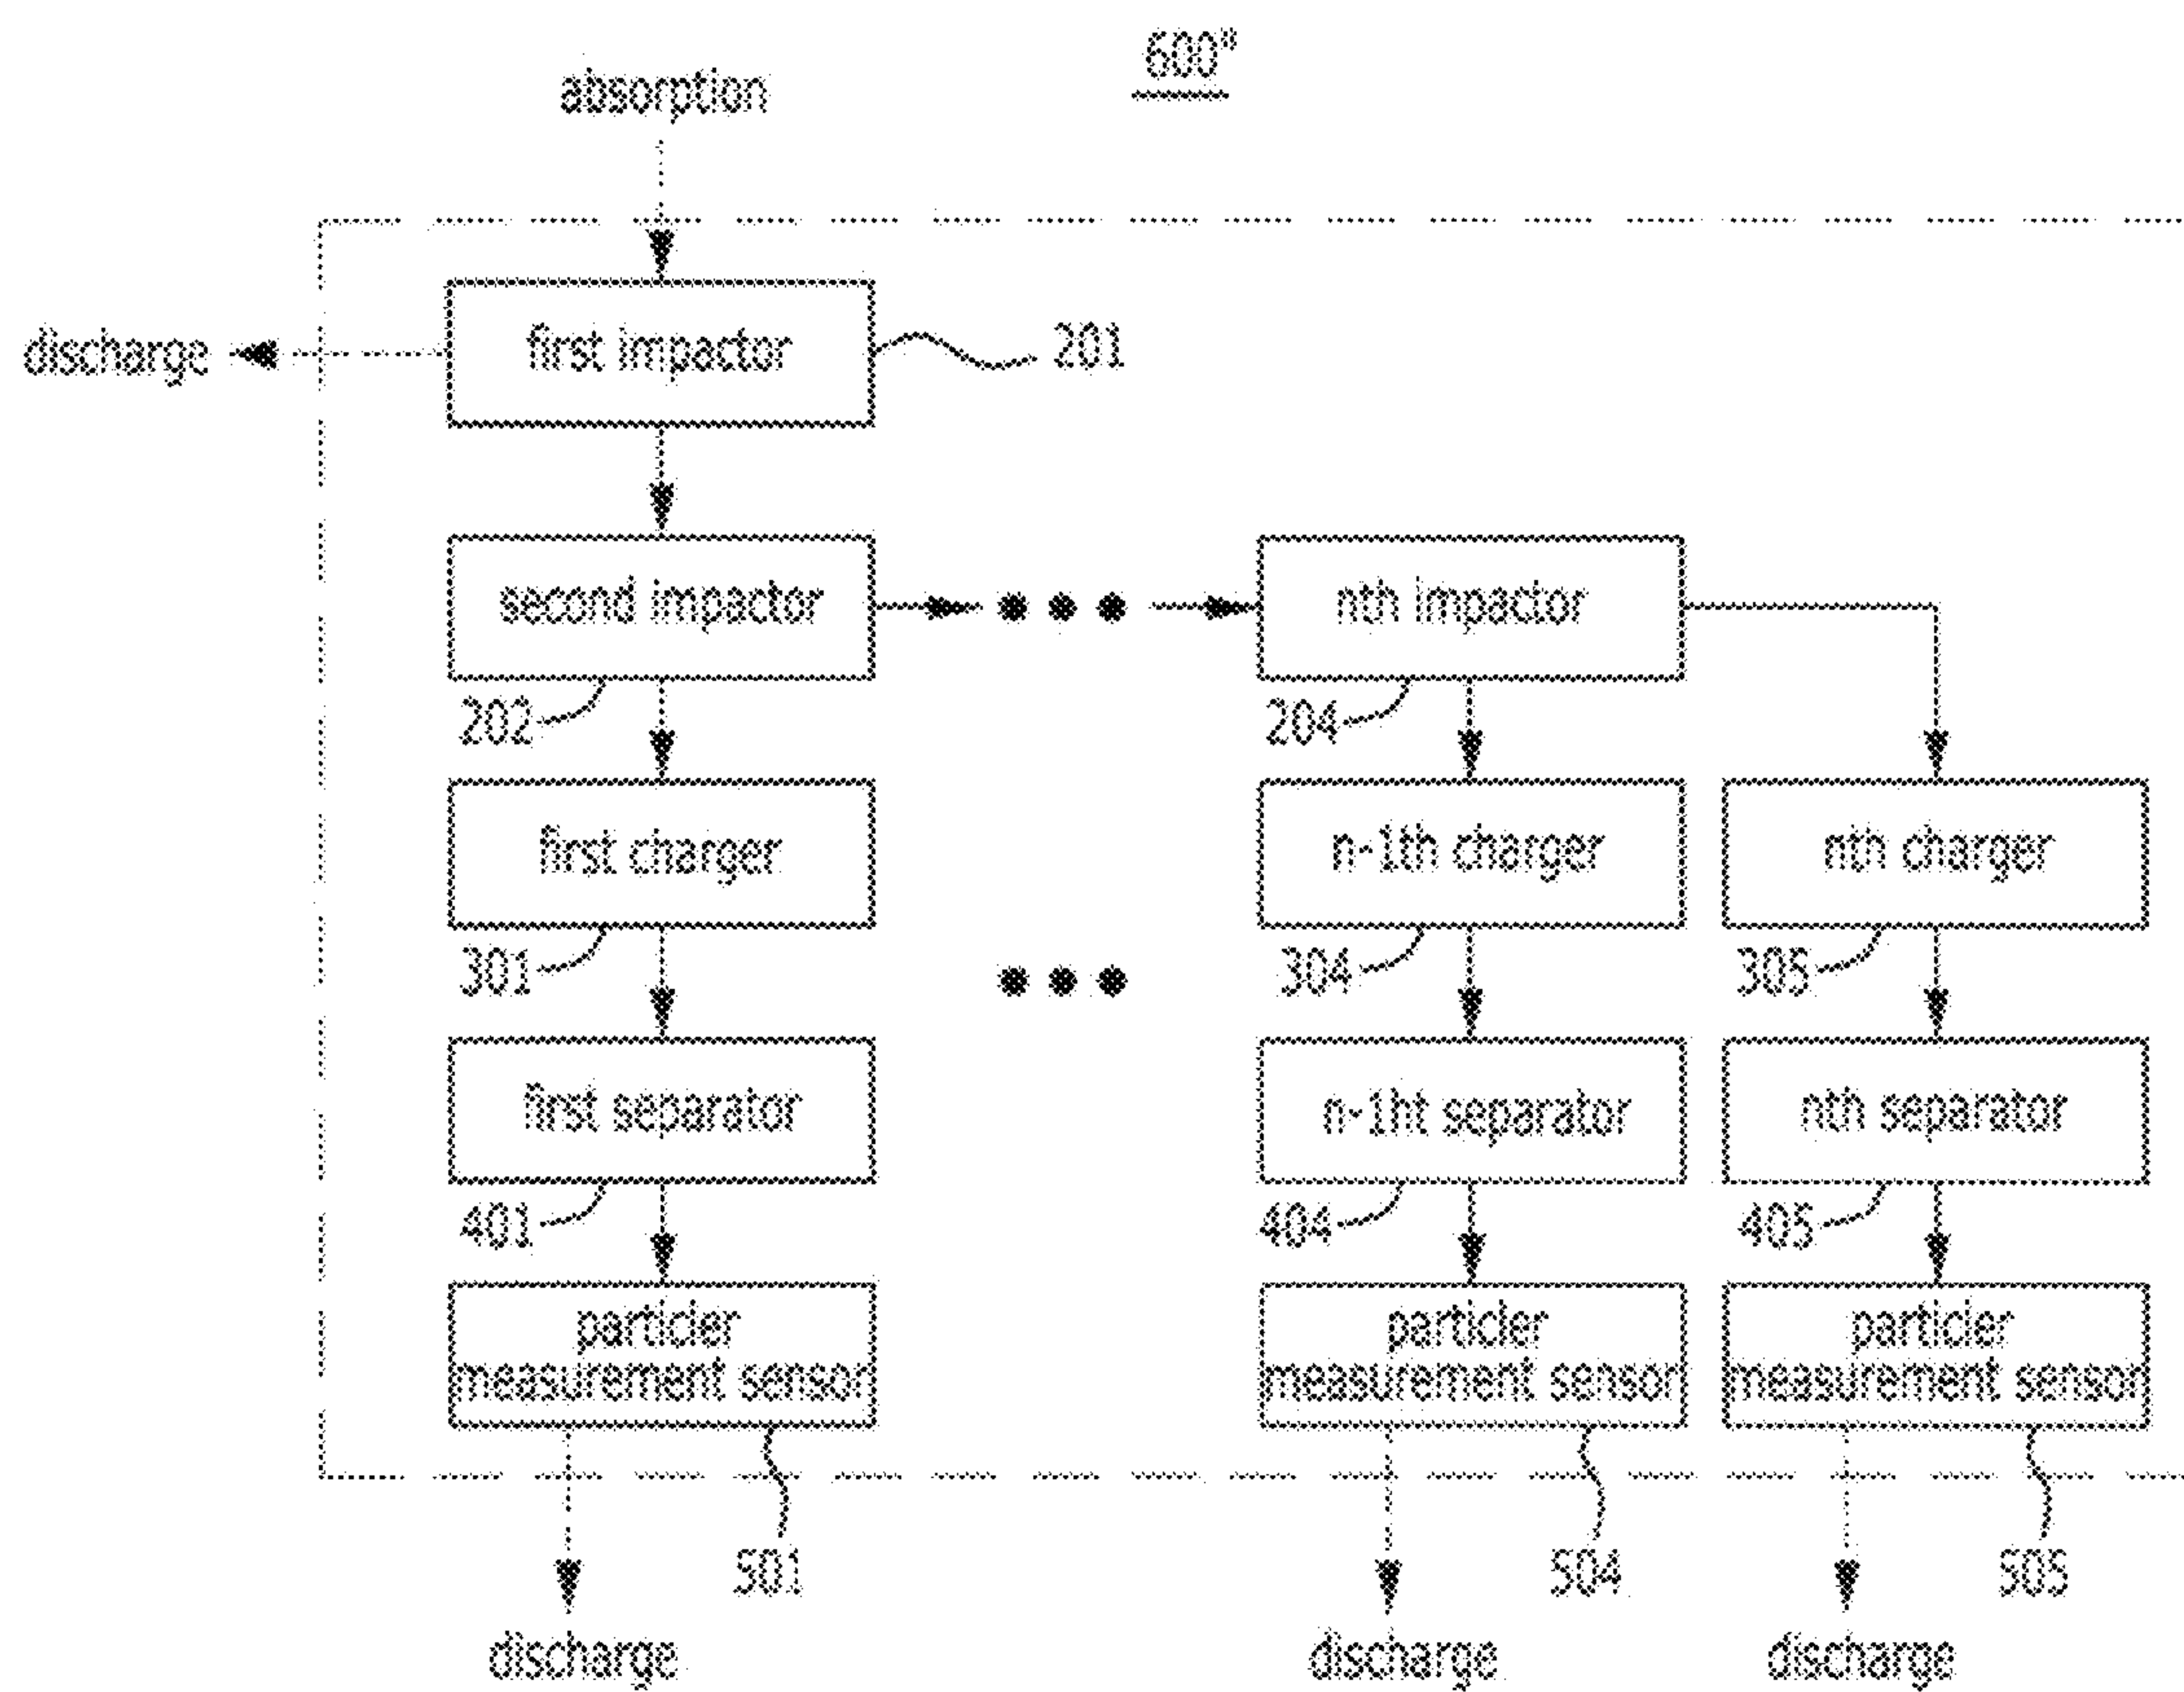 600"
absorption
discharge
first impactor
201
second impactor
nth impactor
202
204
first charger
n-1th charger
nth charger
301
304
305
first separator
n-1ht separator
nth separator
401
404
405
particler
measurement sensor
particler
measurement sensor
particler
measurement sensor
501
504
505
discharge
discharge
discharge